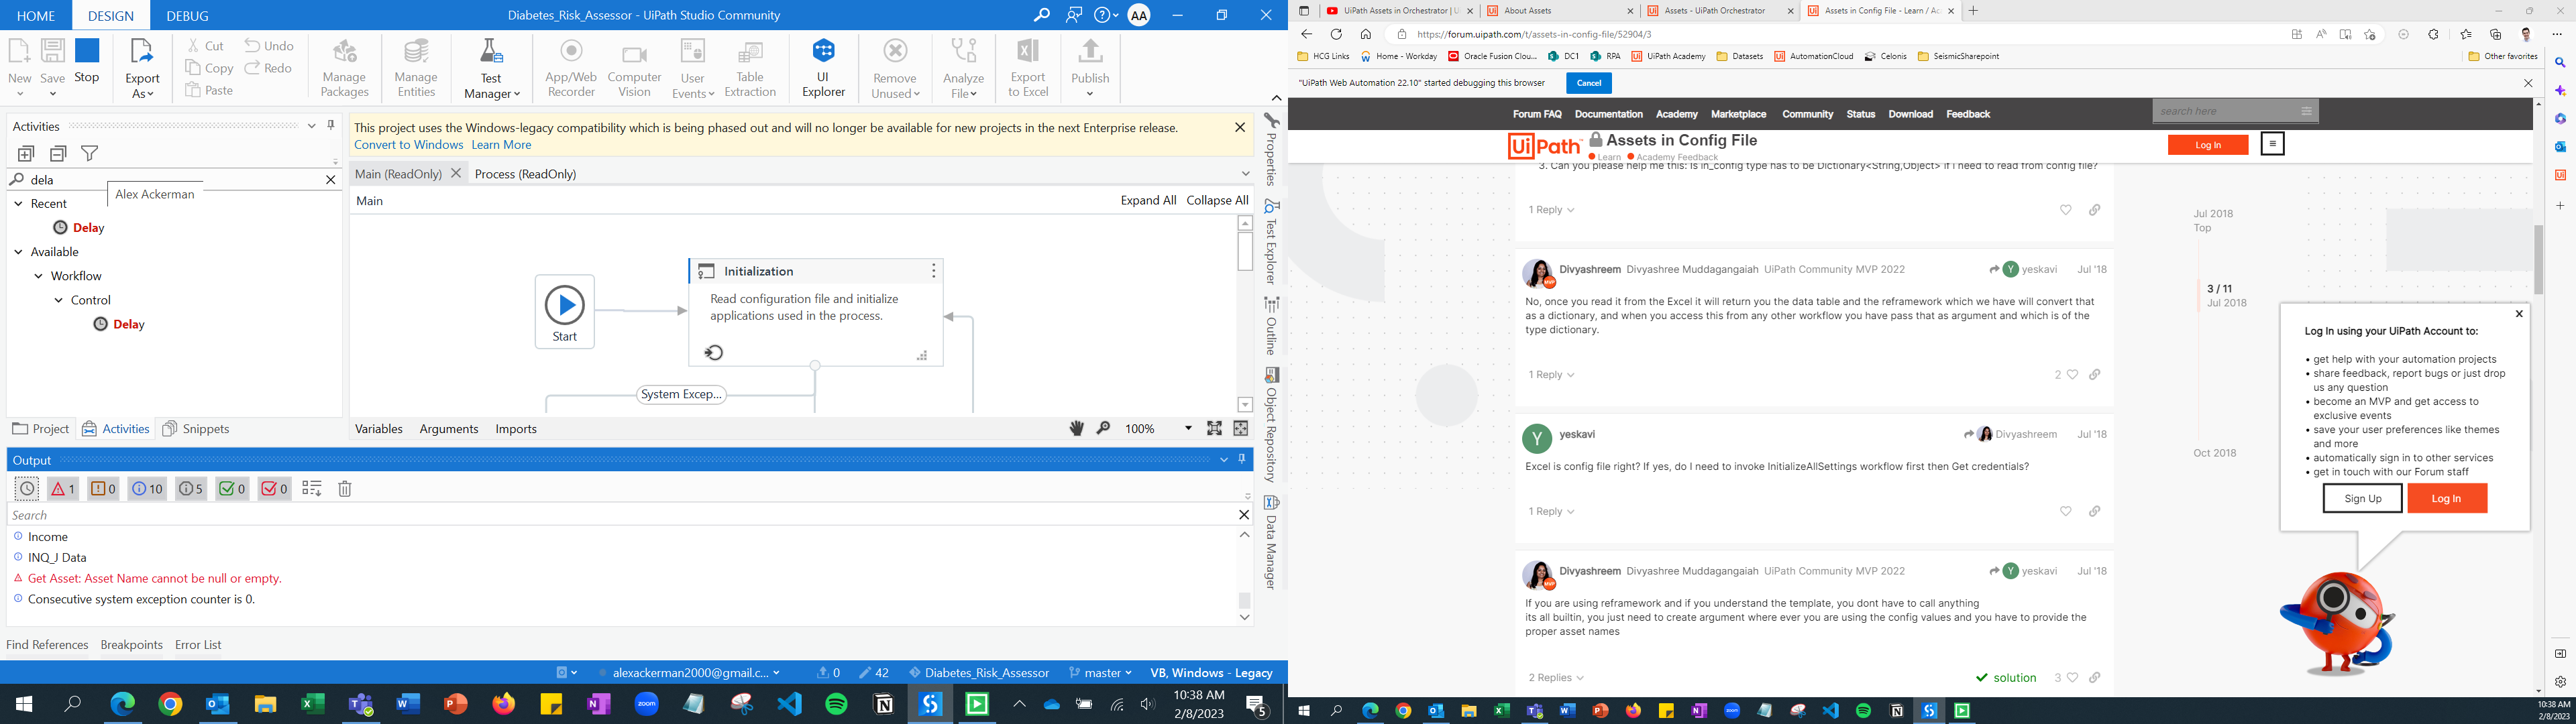 HOME
DESIGN
DEBUG
Diabetes_Risk_Assessor - UiPath Studio Community
AA
New
Save
Stop
Export As
Cut
Copy
Paste
Undo
Redo
Manage Packages
Manage Entities
Test Manager
App/Web Recorder
Computer Vision
User Events
Table Extraction
UI Explorer
Remove Unused
Analyze File
Export to Excel
Publish
Activities
dela
Alex Ackerman
Recent
Delay
Available
Workflow
Control
Delay
Project
Activities
Snippets
This project uses the Windows-legacy compatibility which is being phased out and will no longer be available for new projects in the next Enterprise release.
Convert to Windows Learn More
Main (ReadOnly)
Process (ReadOnly)
Main
Expand All
Collapse All
Start
Initialization
Read configuration file and initialize
applications used in the process.
System Excep...
Variables
Arguments
Imports
100%
Properties
Test Explorer
Outline
Object Repository
Data Manager
Output
1
0
10
5
0
0
Search
Income
INQ_J Data
Get Asset: Asset Name cannot be null or empty.
Consecutive system exception counter is 0.
Find References
Breakpoints
Error List
alexackerman2000@gmail.c...
0
42
Diabetes_Risk_Assessor
master
VB, Windows - Legacy
10:38 AM
2/8/2023
5
UiPath Assets in Orchestrator | U
About Assets
Assets - UiPath Orchestrator
Assets in Config File - Learn / Aca
https://forum.uipath.com/t/assets-in-config-file/52904/3
HCG Links
Home - Workday
Oracle Fusion Clou...
DC1
RPA
UiPath Academy
Datasets
AutomationCloud
Celonis
SeismicSharepoint
Other favorites
"UiPath Web Automation 22.10" started debugging this browser
Cancel
Forum FAQ
Documentation
Academy
Marketplace
Community
Status
Download
Feedback
search here
UiPath
Assets in Config File
Learn
Academy Feedback
Log In
3. Can you please help me this: Is in_config type has to be Dictionary<String,Object> if I need to read from config file?
1 Reply
Divyashreem Divyashree Muddagangaiah UiPath Community MVP 2022
Y yeskavi
Jul '18
No, once you read it from the Excel it will return you the data table and the reframework which we have will convert that
as a dictionary, and when you access this from any other workflow you have pass that as argument and which is of the
type dictionary.
1 Reply
2
Y
yeskavi
Divyashreem
Jul '18
Excel is config file right? If yes, do I need to invoke InitializeAllSettings workflow first then Get credentials?
1 Reply
Divyashreem Divyashree Muddagangaiah UiPath Community MVP 2022
Y yeskavi
Jul '18
If you are using reframework and if you understand the template, you dont have to call anything
its all builtin, you just need to create argument where ever you are using the config values and you have to provide the
proper asset names
2 Replies
solution
3
Jul 2018
Top
3 / 11
Jul 2018
Oct 2018
Log In using your UiPath Account to:
• get help with your automation projects
• share feedback, report bugs or just drop
us any question
• become an MVP and get access to
exclusive events
• save your user preferences like themes
and more
• automatically sign in to other services
• get in touch with our Forum staff
Sign Up
Log In
10:38 AM
2/8/2023